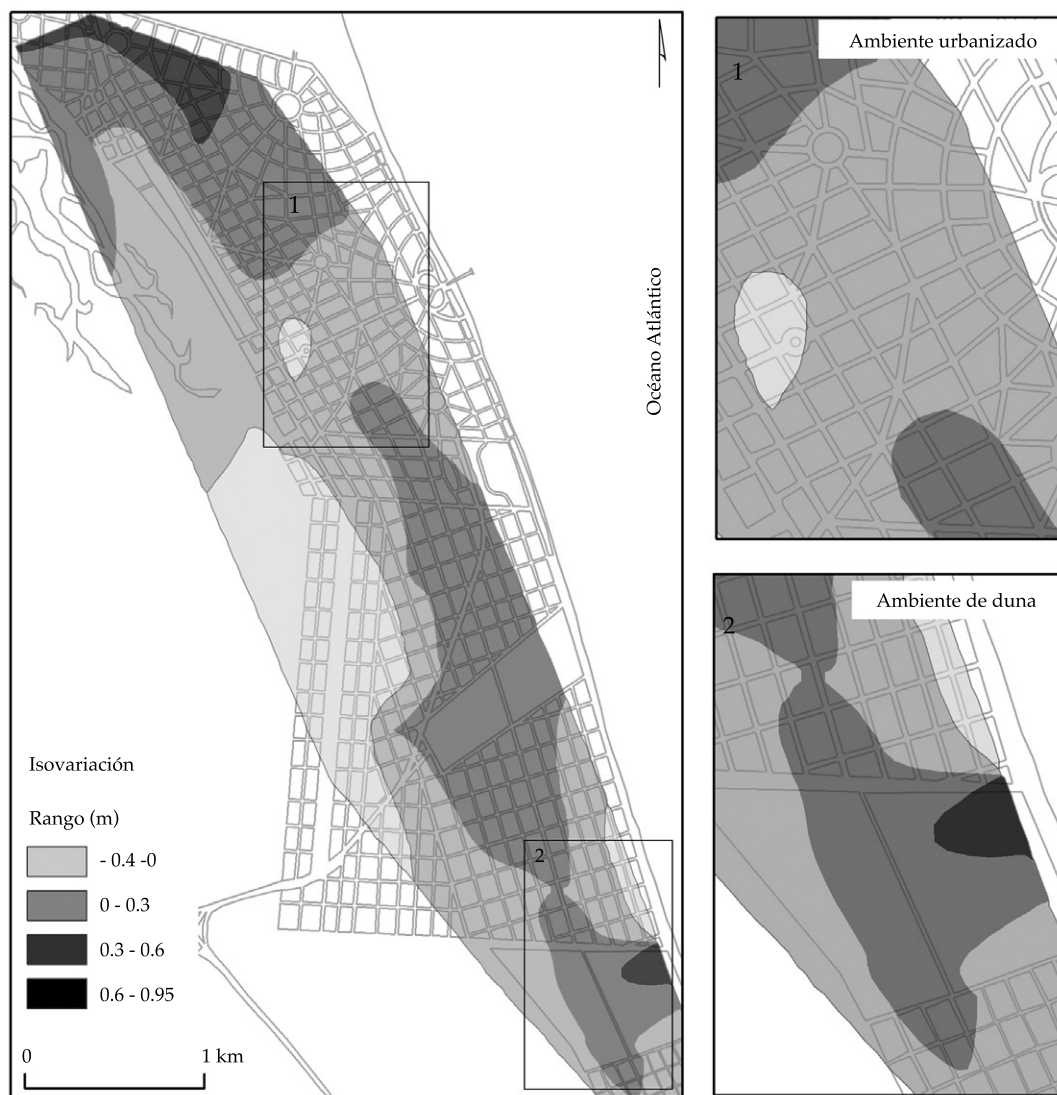 1
Océano Atlántico
2
Isovariación
Rango (m)
- 0.4 -0
0 - 0.3
0.3 - 0.6
0.6 - 0.95
0 1 km
Ambiente urbanizado
1
Ambiente de duna
2